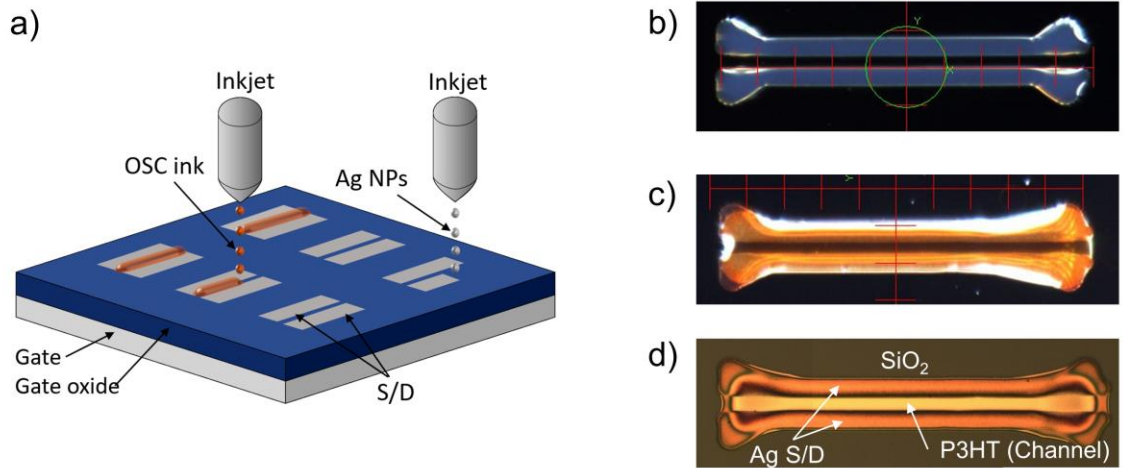 a)
Inkjet
Inkjet
OSC ink
Ag NPs
Gate
Gate oxide
S/D
b)
Y
X
c)
Y
d)
SiO2
P3HT (Channel)
Ag S/D